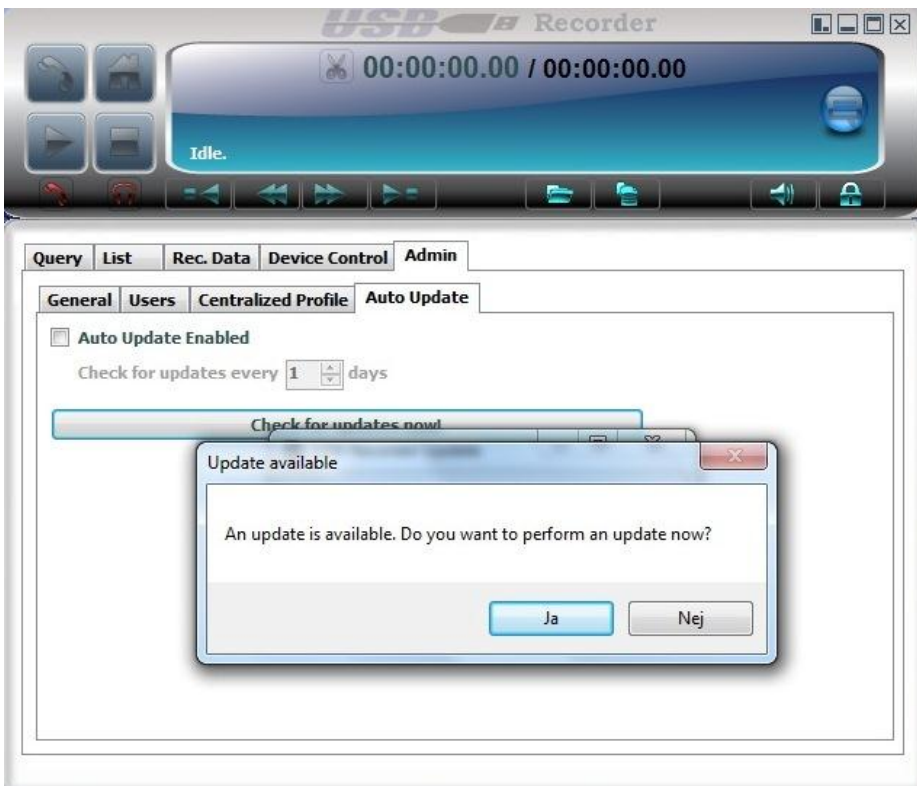 USB Recorder
00:00:00.00 / 00:00:00.00
Idle.
Query List Rec. Data Device Control Admin
General Users Centralized Profile Auto Update
Auto Update Enabled
Check for updates every 1 days
Check for updates now!
Update available
An update is available. Do you want to perform an update now?
Ja Nej